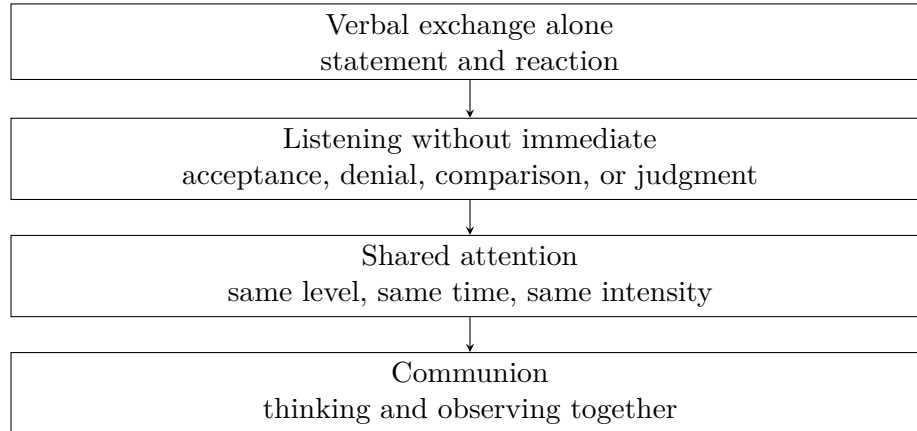 Verbal exchange alone
statement and reaction
Listening without immediate
acceptance, denial, comparison, or judgment
Shared attention
same level, same time, same intensity
Communion
thinking and observing together